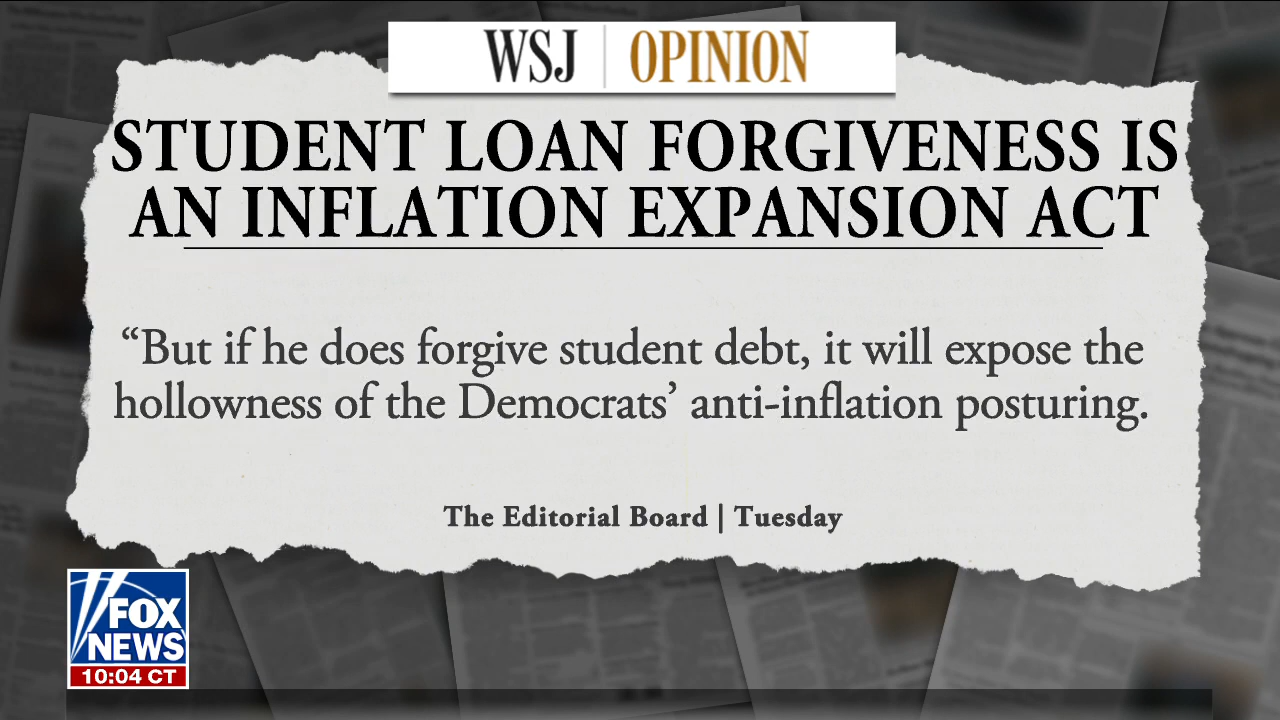 WSJ | OPINION
STUDENT LOAN FORGIVENESS IS
AN INFLATION EXPANSION ACT
“But if he does forgive student debt, it will expose the
hollowness of the Democrats’ anti-inflation posturing.
The Editorial Board | Tuesday
FOX
NEWS
10:04 CT